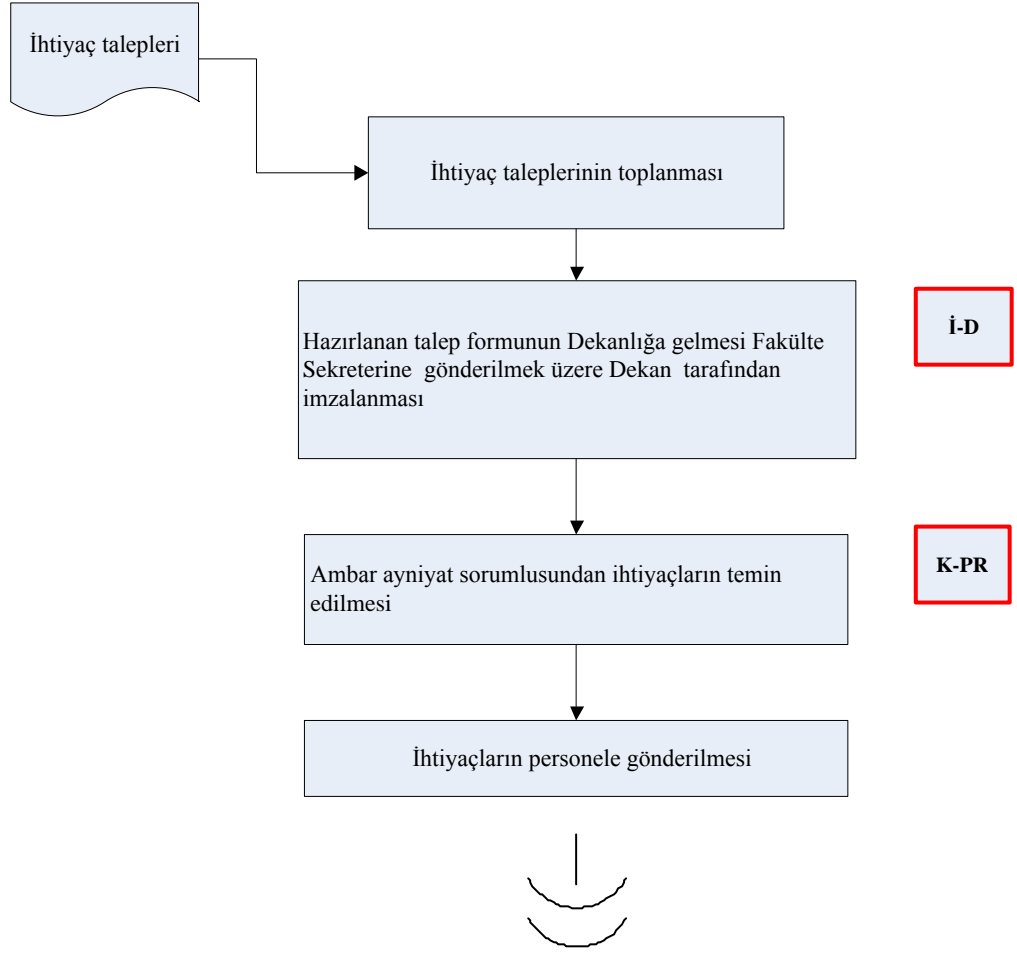 İhtiyaç talepleri
İhtiyaç taleplerinin toplanması
Hazırlanan talep formunun Dekanlığa gelmesi Fakülte
Sekreterine gönderilmek üzere Dekan tarafından
imzalanması
İ-D
Ambar ayniyat sorumlusundan ihtiyaçların temin
edilmesi
K-PR
İhtiyaçların personele gönderilmesi